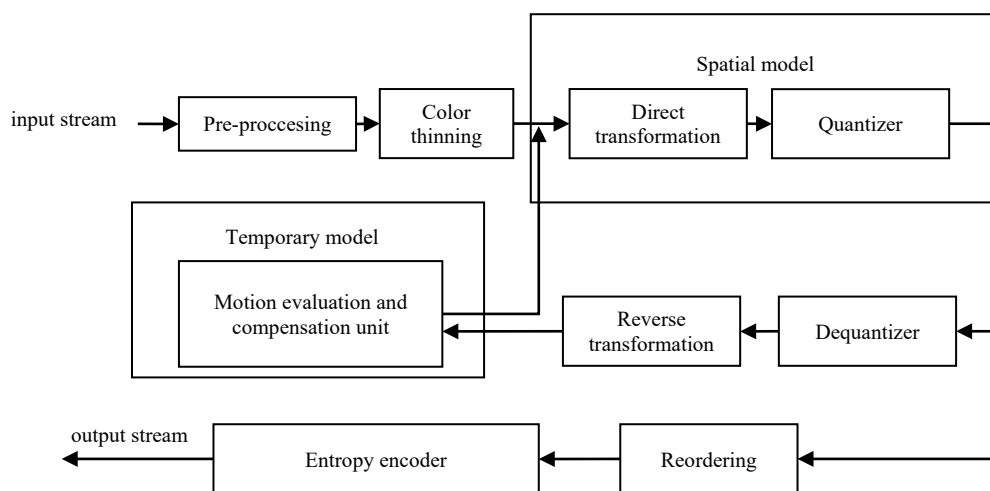 Spatial model
input stream
Pre-proccesing
Color
thinning
Direct
transformation
Quantizer
Temporary model
Motion evaluation and
compensation unit
Reverse
transformation
Dequantizer
output stream
Entropy encoder
Reordering